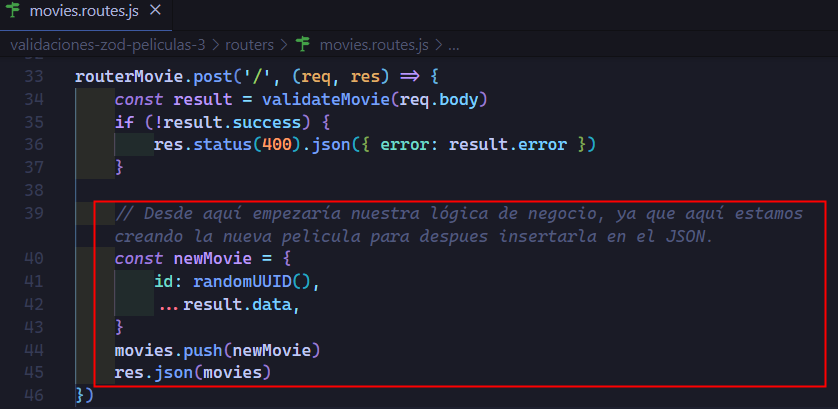 movies.routes.js ×
validaciones-zod-peliculas-3 > routers > movies.routes.js > ...
33 routerMovie.post('/', (req, res) => {
34 const result = validateMovie(req.body)
35 if (!result.success) {
36 res.status(400).json({ error: result.error })
37 }
38
39 // Desde aquí empezaría nuestra lógica de negocio, ya que aquí estamos
creando la nueva pelicula para despues insertarla en el JSON.
40 const newMovie = {
41 id: randomUUID(),
42 ...result.data,
43 }
44 movies.push(newMovie)
45 res.json(movies)
46 })